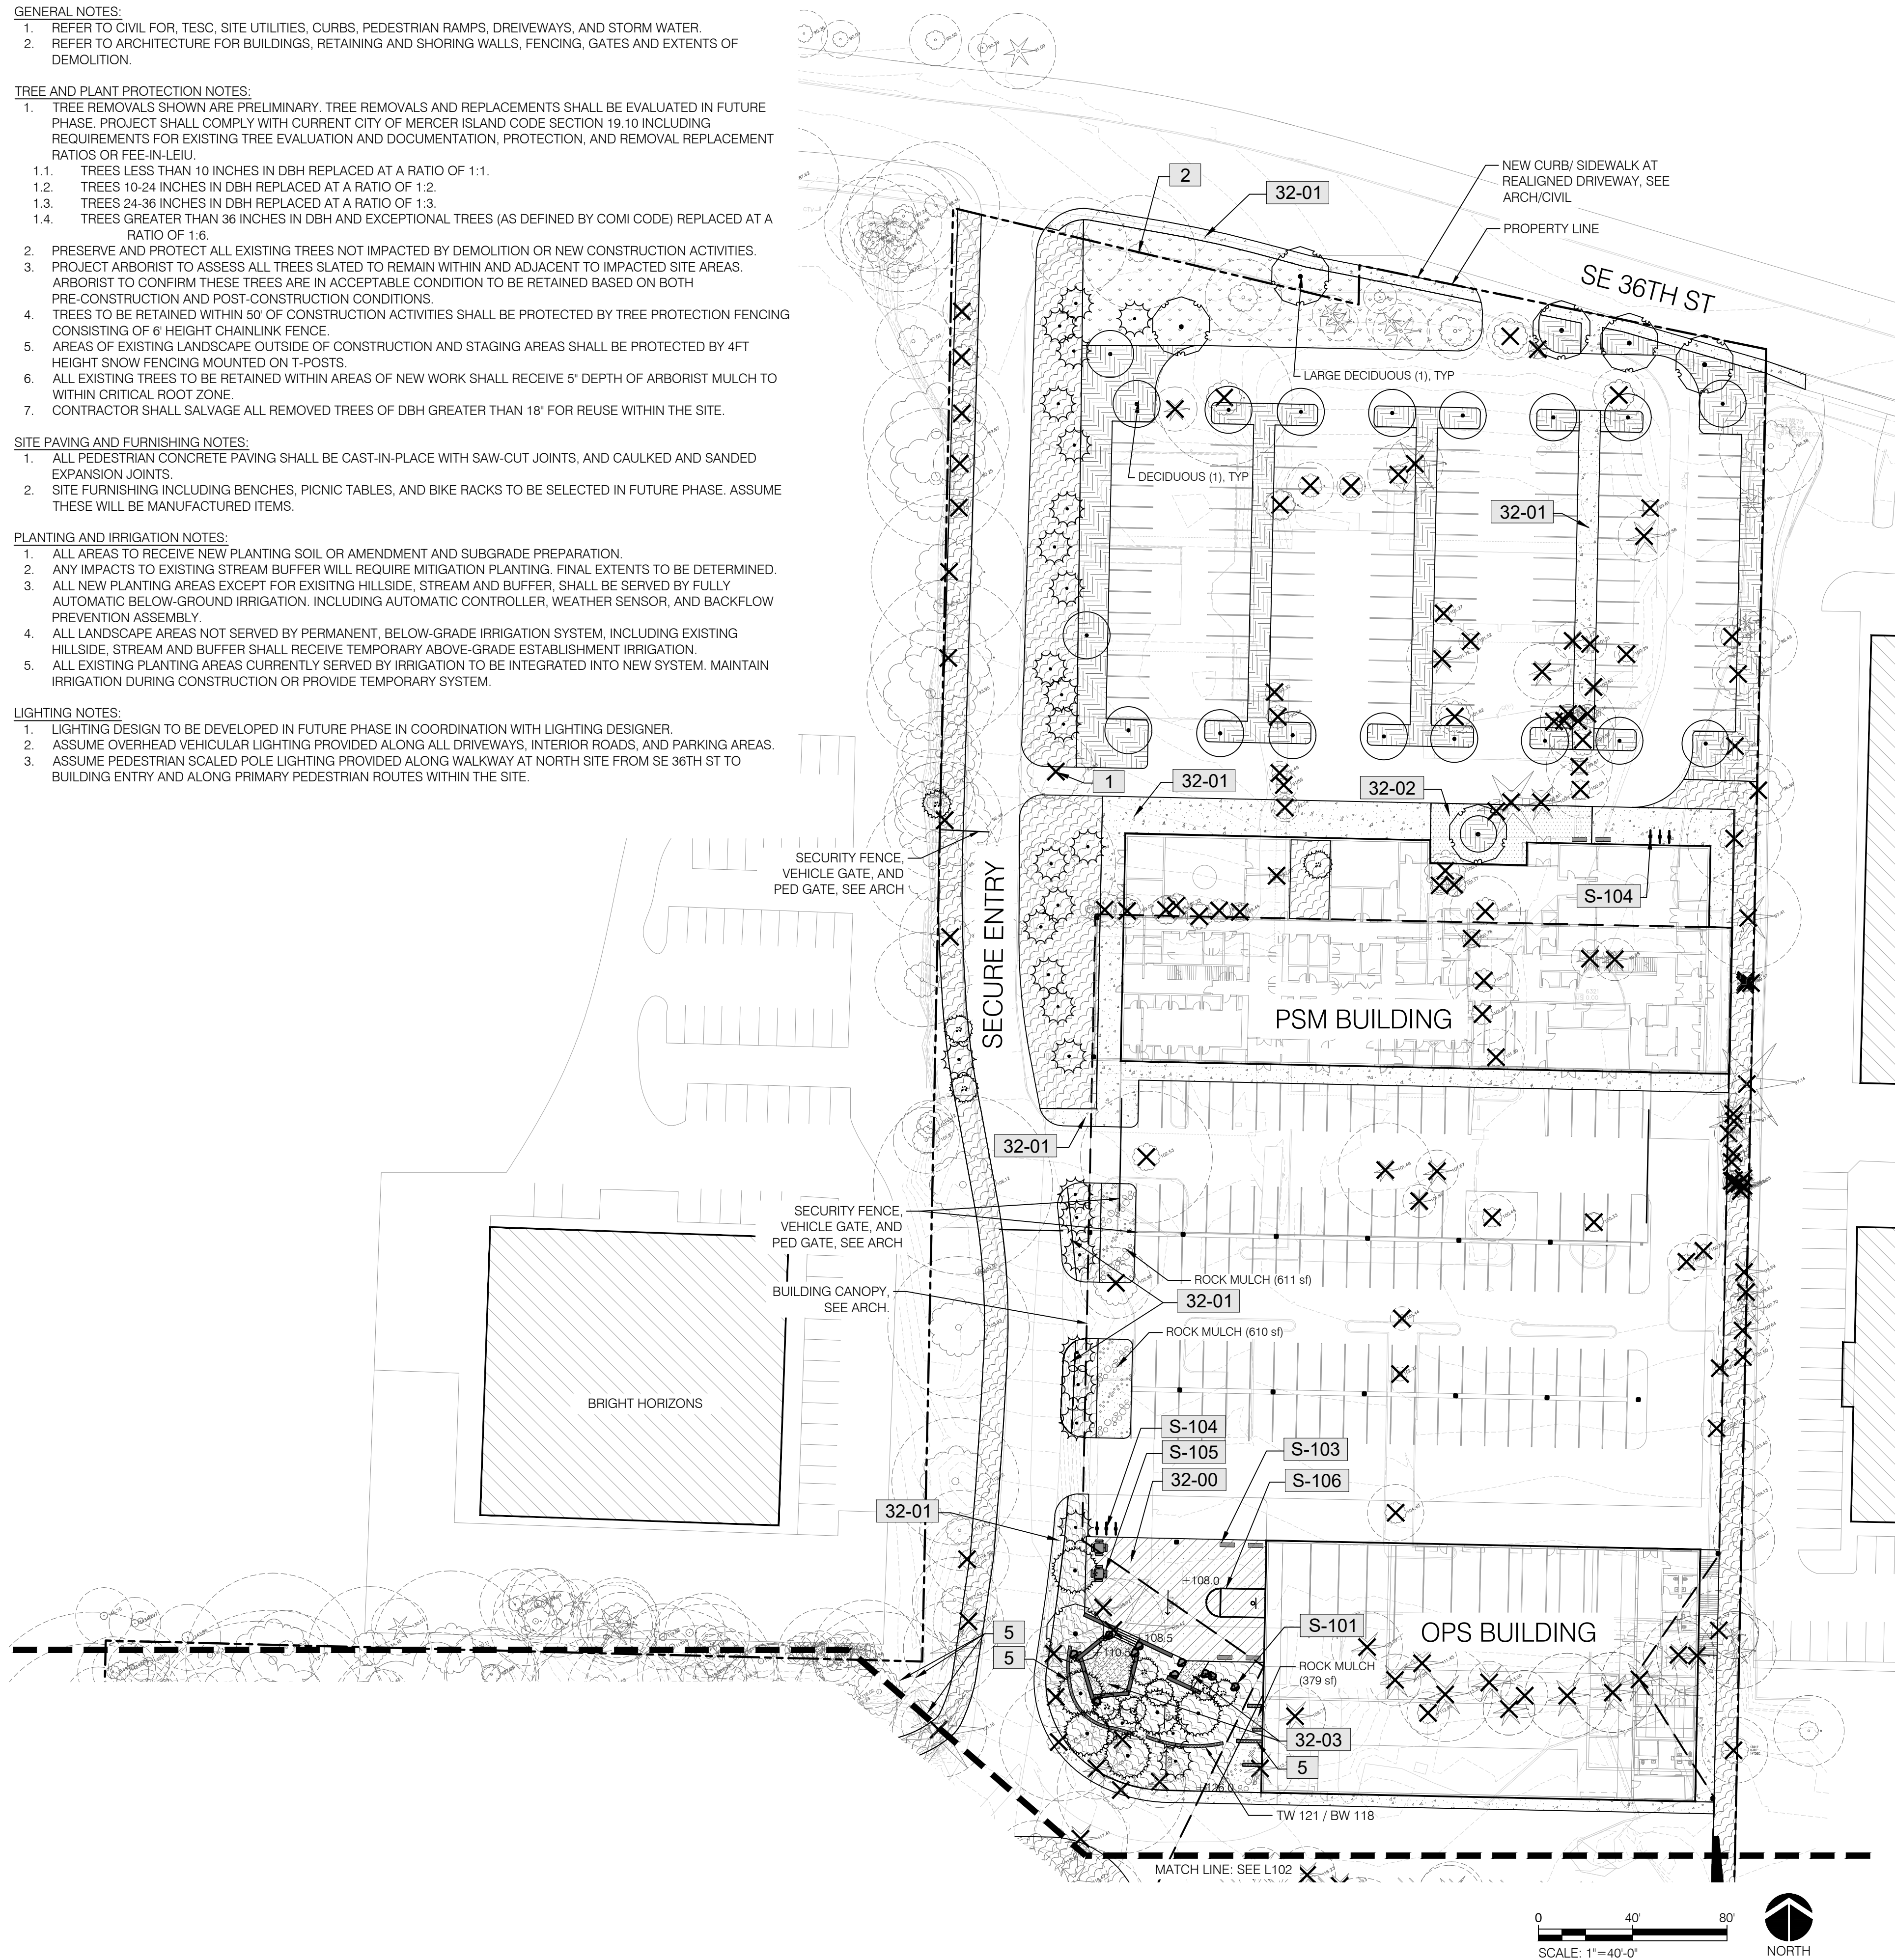 GENERAL NOTES:
1. REFER TO CIVIL FOR, TESC, SITE UTILITIES, CURBS, PEDESTRIAN RAMPS, DREIVEWAYS, AND STORM WATER.
2. REFER TO ARCHITECTURE FOR BUILDINGS, RETAINING AND SHORING WALLS, FENCING, GATES AND EXTENTS OF
DEMOLITION.
TREE AND PLANT PROTECTION NOTES:
1. TREE REMOVALS SHOWN ARE PRELIMINARY. TREE REMOVALS AND REPLACEMENTS SHALL BE EVALUATED IN FUTURE
PHASE. PROJECT SHALL COMPLY WITH CURRENT CITY OF MERCER ISLAND CODE SECTION 19.10 INCLUDING
REQUIREMENTS FOR EXISTING TREE EVALUATION AND DOCUMENTATION, PROTECTION, AND REMOVAL REPLACEMENT
RATIOS OR FEE-IN-LEIU.
1.1. TREES LESS THAN 10 INCHES IN DBH REPLACED AT A RATIO OF 1:1.
1.2. TREES 10-24 INCHES IN DBH REPLACED AT A RATIO OF 1:2.
1.3. TREES 24-36 INCHES IN DBH REPLACED AT A RATIO OF 1:3.
1.4. TREES GREATER THAN 36 INCHES IN DBH AND EXCEPTIONAL TREES (AS DEFINED BY COMI CODE) REPLACED AT A
RATIO OF 1:6.
2. PRESERVE AND PROTECT ALL EXISTING TREES NOT IMPACTED BY DEMOLITION OR NEW CONSTRUCTION ACTIVITIES.
3. PROJECT ARBORIST TO ASSESS ALL TREES SLATED TO REMAIN WITHIN AND ADJACENT TO IMPACTED SITE AREAS.
ARBORIST TO CONFIRM THESE TREES ARE IN ACCEPTABLE CONDITION TO BE RETAINED BASED ON BOTH
PRE-CONSTRUCTION AND POST-CONSTRUCTION CONDITIONS.
4. TREES TO BE RETAINED WITHIN 50' OF CONSTRUCTION ACTIVITIES SHALL BE PROTECTED BY TREE PROTECTION FENCING
CONSISTING OF 6' HEIGHT CHAINLINK FENCE.
5. AREAS OF EXISTING LANDSCAPE OUTSIDE OF CONSTRUCTION AND STAGING AREAS SHALL BE PROTECTED BY 4FT
HEIGHT SNOW FENCING MOUNTED ON T-POSTS.
6. ALL EXISTING TREES TO BE RETAINED WITHIN AREAS OF NEW WORK SHALL RECEIVE 5" DEPTH OF ARBORIST MULCH TO
WITHIN CRITICAL ROOT ZONE.
7. CONTRACTOR SHALL SALVAGE ALL REMOVED TREES OF DBH GREATER THAN 18" FOR REUSE WITHIN THE SITE.
SITE PAVING AND FURNISHING NOTES:
1. ALL PEDESTRIAN CONCRETE PAVING SHALL BE CAST-IN-PLACE WITH SAW-CUT JOINTS, AND CAULKED AND SANDED
EXPANSION JOINTS.
2. SITE FURNISHING INCLUDING BENCHES, PICNIC TABLES, AND BIKE RACKS TO BE SELECTED IN FUTURE PHASE. ASSUME
THESE WILL BE MANUFACTURED ITEMS.
PLANTING AND IRRIGATION NOTES:
1. ALL AREAS TO RECEIVE NEW PLANTING SOIL OR AMENDMENT AND SUBGRADE PREPARATION.
2. ANY IMPACTS TO EXISTING STREAM BUFFER WILL REQUIRE MITIGATION PLANTING. FINAL EXTENTS TO BE DETERMINED.
3. ALL NEW PLANTING AREAS EXCEPT FOR EXISITNG HILLSIDE, STREAM AND BUFFER, SHALL BE SERVED BY FULLY
AUTOMATIC BELOW-GROUND IRRIGATION. INCLUDING AUTOMATIC CONTROLLER, WEATHER SENSOR, AND BACKFLOW
PREVENTION ASSEMBLY.
4. ALL LANDSCAPE AREAS NOT SERVED BY PERMANENT, BELOW-GRADE IRRIGATION SYSTEM, INCLUDING EXISTING
HILLSIDE, STREAM AND BUFFER SHALL RECEIVE TEMPORARY ABOVE-GRADE ESTABLISHMENT IRRIGATION.
5. ALL EXISTING PLANTING AREAS CURRENTLY SERVED BY IRRIGATION TO BE INTEGRATED INTO NEW SYSTEM. MAINTAIN
IRRIGATION DURING CONSTRUCTION OR PROVIDE TEMPORARY SYSTEM.
LIGHTING NOTES:
1. LIGHTING DESIGN TO BE DEVELOPED IN FUTURE PHASE IN COORDINATION WITH LIGHTING DESIGNER.
2. ASSUME OVERHEAD VEHICULAR LIGHTING PROVIDED ALONG ALL DRIVEWAYS, INTERIOR ROADS, AND PARKING AREAS.
3. ASSUME PEDESTRIAN SCALED POLE LIGHTING PROVIDED ALONG WALKWAY AT NORTH SITE FROM SE 36TH ST TO
BUILDING ENTRY AND ALONG PRIMARY PEDESTRIAN ROUTES WITHIN THE SITE.
2
32-01
NEW CURB/ SIDEWALK AT
REALIGNED DRIVEWAY, SEE
ARCH/CIVIL
PROPERTY LINE
SE 36TH ST
LARGE DECIDUOUS (1), TYP
DECIDUOUS (1), TYP
32-01
1
32-01
32-02
SECURITY FENCE,
VEHICLE GATE, AND
PED GATE, SEE ARCH
SECURE ENTRY
S-104
PSM BUILDING
32-01
SECURITY FENCE,
VEHICLE GATE, AND
PED GATE, SEE ARCH
ROCK MULCH (611 sf)
BUILDING CANOPY,
SEE ARCH.
32-01
ROCK MULCH (610 sf)
BRIGHT HORIZONS
S-104
S-105
32-00
S-103
S-106
32-01
+108.0
5
5
108.5
110.5
S-101
OPS BUILDING
ROCK MULCH
(379 sf)
32-03
5
+126.0
TW 121 / BW 118
MATCH LINE: SEE L102
0 40' 80'
SCALE: 1"=40'-0"
NORTH